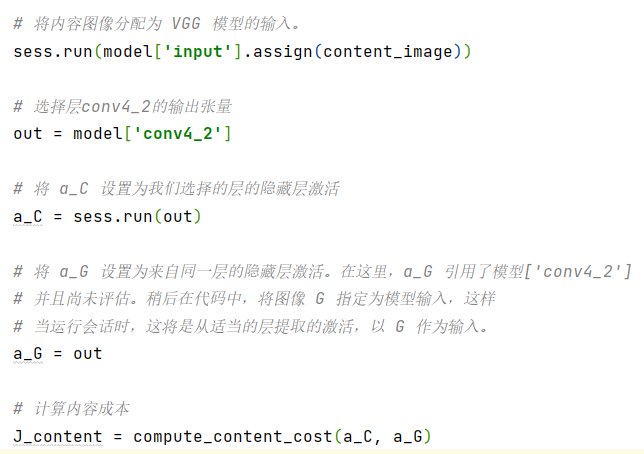 # 将内容图像分配为 VGG 模型的输入。
sess.run(model['input'].assign(content_image))
# 选择层conv4_2的输出张量
out = model['conv4_2']
# 将 a_C 设置为我们选择的层的隐藏层激活
a_C = sess.run(out)
# 将 a_G 设置为来自同一层的隐藏层激活。在这里，a_G 引用了模型['conv4_2']
# 并且尚未评估。稍后在代码中，将图像 G 指定为模型输入，这样
# 当运行会话时，这将是从适当的层提取的激活，以 G 作为输入。
a_G = out
# 计算内容成本
J_content = compute_content_cost(a_C, a_G)